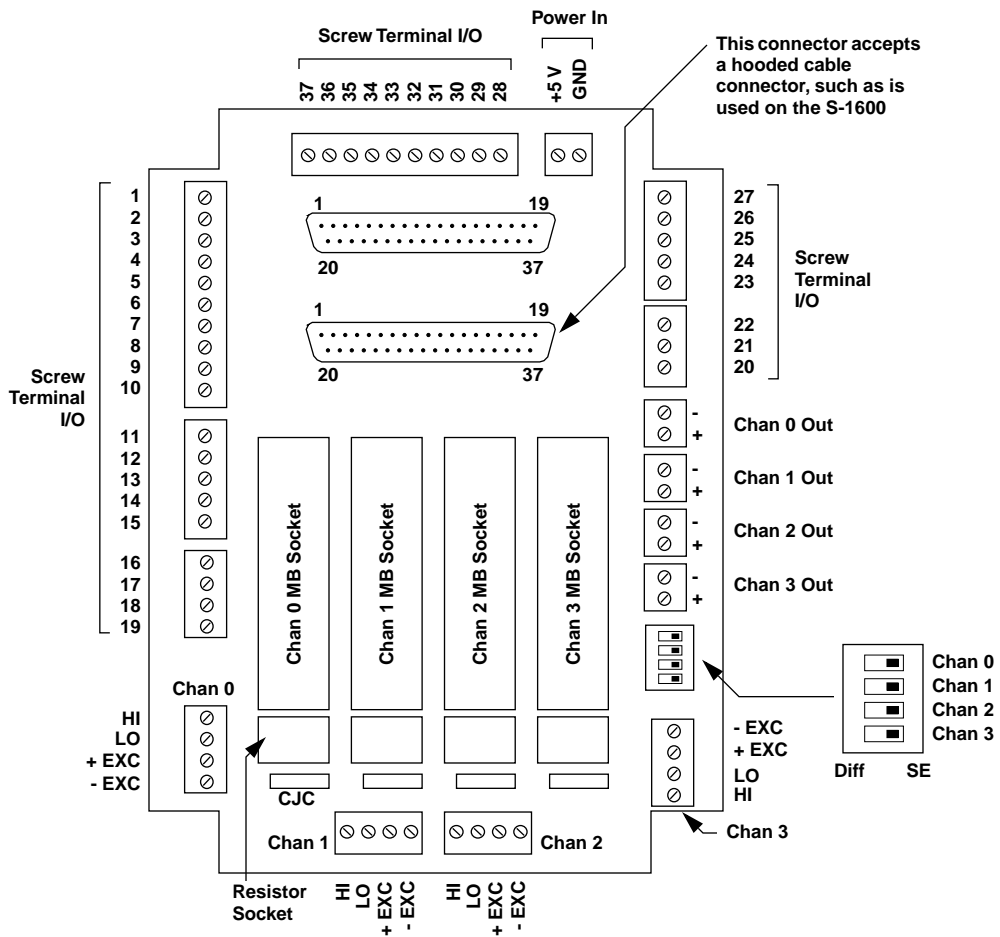 Power In
Screw Terminal I/O
This connector accepts
a hooded cable
connector, such as is
used on the S-1600
37
36
35
34
33
32
31
30
29
28
+5 V
GND
1
2
3
4
5
6
7
8
9
10
Screw
Terminal
I/O
11
12
13
14
15
16
17
18
19
1
19
20
37
1
19
20
37
27
26
25
24
23
22
21
20
Screw
Terminal
I/O
-
+
Chan 0 Out
-
+
Chan 1 Out
-
+
Chan 2 Out
-
+
Chan 3 Out
Chan 0 MB Socket
Chan 1 MB Socket
Chan 2 MB Socket
Chan 3 MB Socket
Chan 0
Chan 1
Chan 2
Chan 3
Diff SE
Chan 0
HI
LO
+ EXC
- EXC
- EXC
+ EXC
LO
HI
Chan 3
CJC
Chan 1
Chan 2
Resistor
Socket
HI
LO
+ EXC
- EXC
HI
LO
+ EXC
- EXC